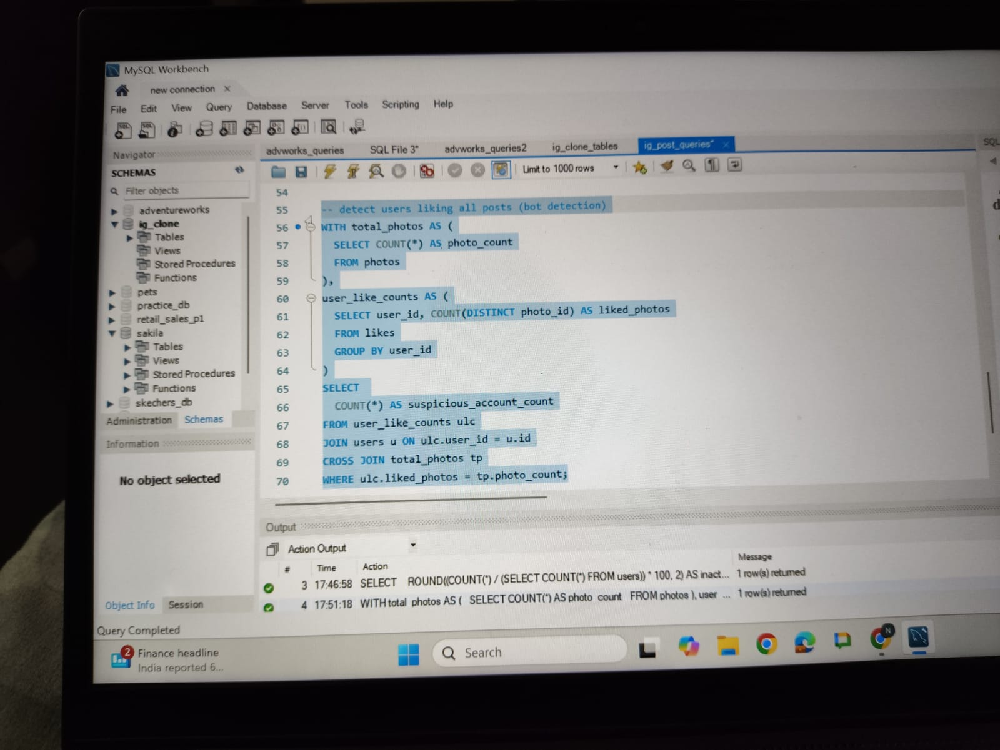 MySQL Workbench
new connection
File Edit View Query Database Server Tools Scripting Help
Navigator
SCHEMAS
Filter objects
adventureworks
ig_clone
Tables
Views
Stored Procedures
Functions
pets
practice_db
retail_sales_p1
sakila
Tables
Views
Stored Procedures
Functions
skechers_db
Administration Schemas
Information
No object selected
Object Info Session
Query Completed
advworks_queries SQL File 3* advworks_queries2 ig_clone_tables ig_post_queries*
Limit to 1000 rows
54
55 -- detect users liking all posts (bot detection)
56 WITH total_photos AS (
57 SELECT COUNT(*) AS photo_count
58 FROM photos
59 ),
60 user_like_counts AS (
61 SELECT user_id, COUNT(DISTINCT photo_id) AS liked_photos
62 FROM likes
63 GROUP BY user_id
64 )
65 SELECT
66 COUNT(*) AS suspicious_account_count
67 FROM user_like_counts ulc
68 JOIN users u ON ulc.user_id = u.id
69 CROSS JOIN total_photos tp
70 WHERE ulc.liked_photos = tp.photo_count;
Output
Action Output
# Time Action Message
3 17:46:58 SELECT ROUND((COUNT(*) / (SELECT COUNT(*) FROM users)) * 100, 2) AS inact... 1 row(s) returned
4 17:51:18 WITH total_photos AS ( SELECT COUNT(*) AS photo_count FROM photos ), user ... 1 row(s) returned
SQL
2
Finance headline
India reported 6...
Search
N